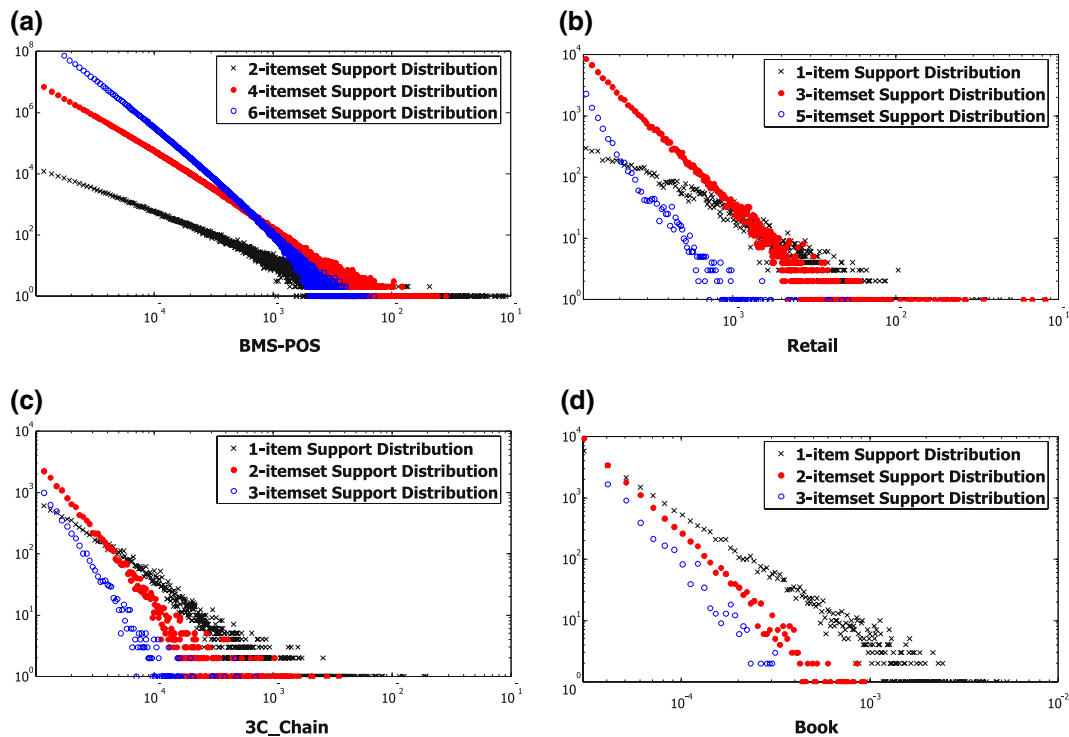 (a)
10^8
10^6
10^4
10^2
10^0
2-itemset Support Distribution
4-itemset Support Distribution
6-itemset Support Distribution
10^-4
10^-3
10^-2
10^-1
BMS-POS
(b)
10^4
10^3
10^2
10^1
10^0
1-item Support Distribution
3-itemset Support Distribution
5-itemset Support Distribution
10^-3
10^-2
10^-1
Retail
(c)
10^4
10^3
10^2
10^1
10^0
1-item Support Distribution
2-itemset Support Distribution
3-itemset Support Distribution
10^-4
10^-3
10^-2
10^-1
3C_Chain
(d)
10^4
10^3
10^2
10^1
10^0
1-item Support Distribution
2-itemset Support Distribution
3-itemset Support Distribution
10^-4
10^-3
10^-2
Book